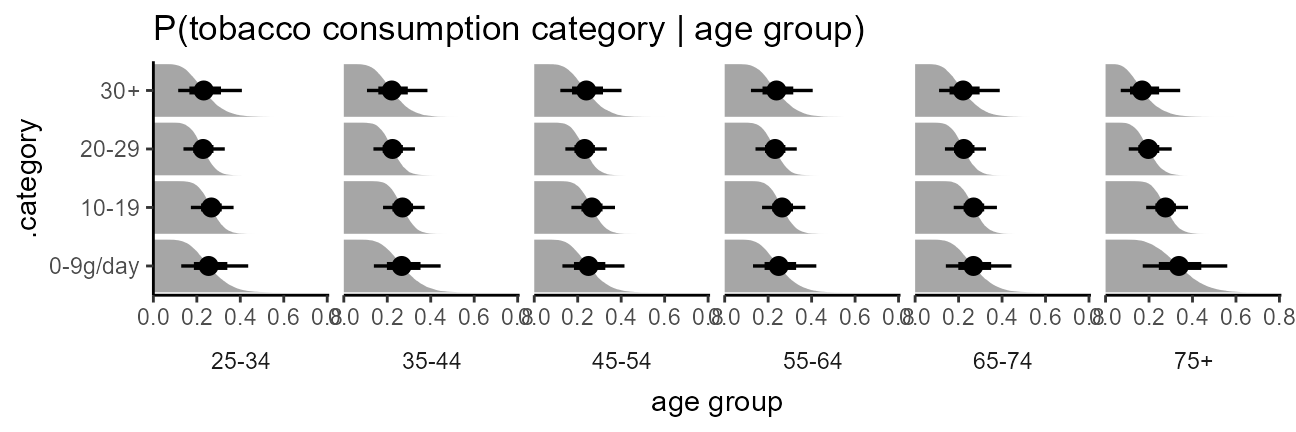 P(tobacco consumption category | age group)
.category
30+
20-29
10-19
0-9g/day
0.0 0.2 0.4 0.6 0.8 0.0 0.2 0.4 0.6 0.8 0.0 0.2 0.4 0.6 0.8 0.0 0.2 0.4 0.6 0.8 0.0 0.2 0.4 0.6 0.8 0.0 0.2 0.4 0.6 0.8
25-34 35-44 45-54 55-64 65-74 75+
age group